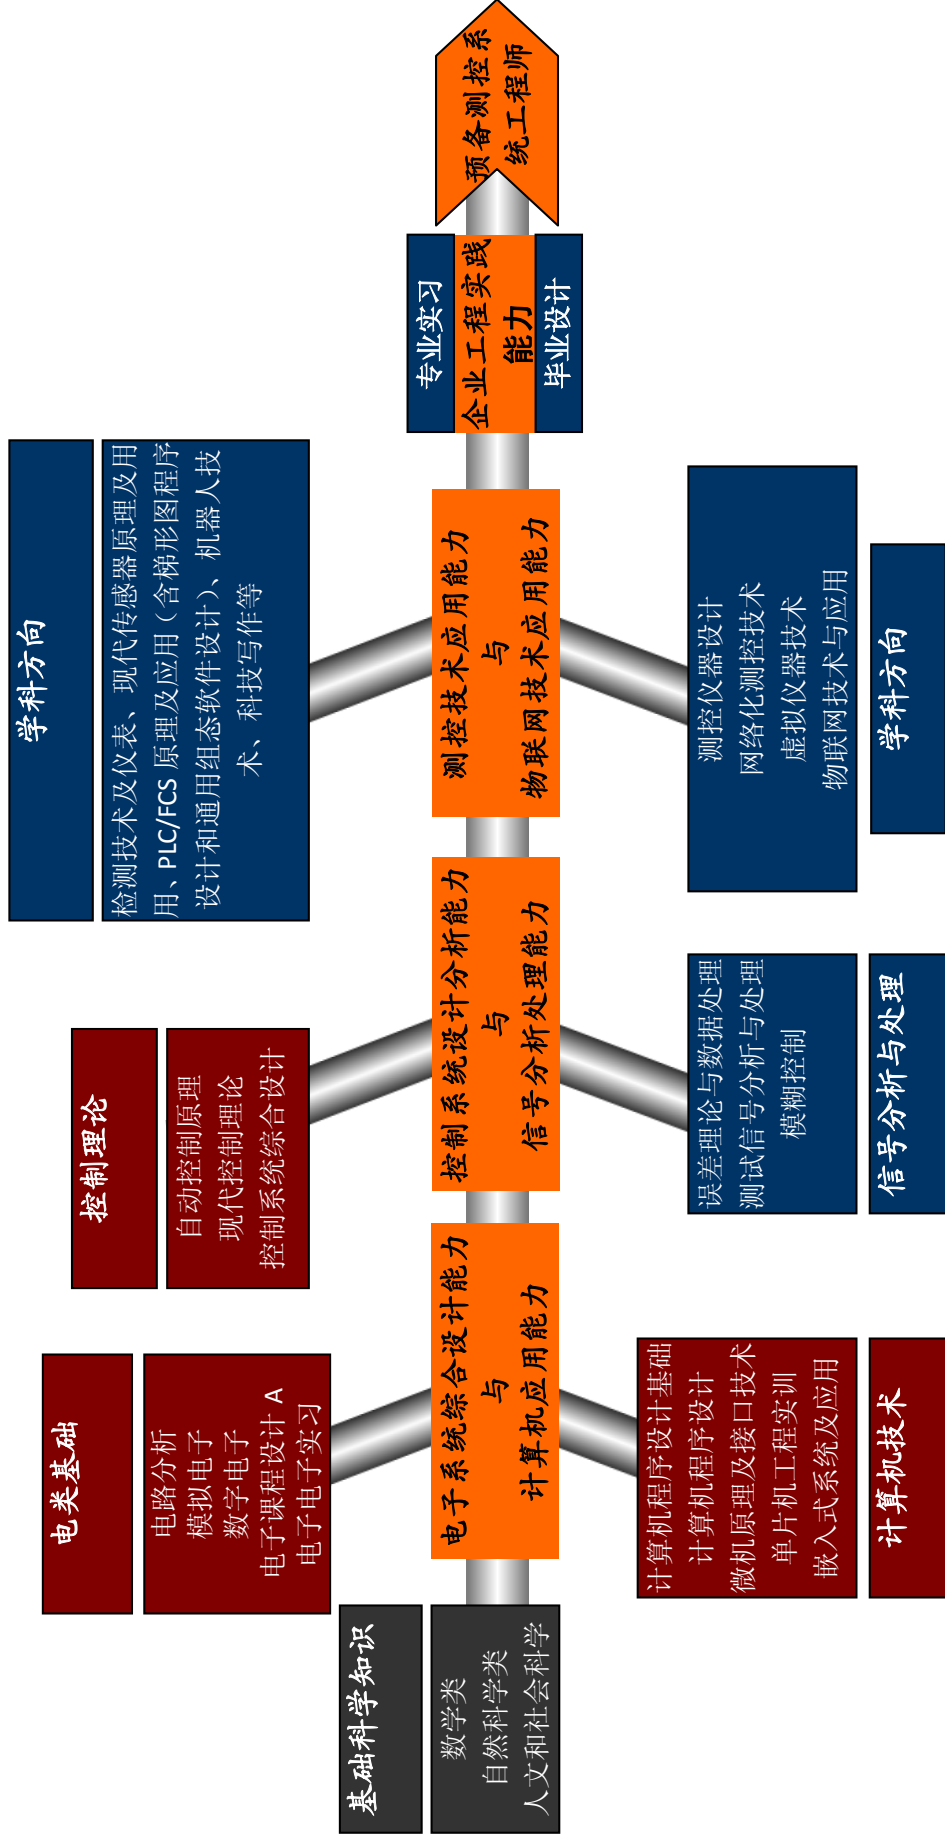 基础科学知识
数学类
自然科学类
人文和社会科学
电类基础
电路分析
模拟电子
数字电子
电子课程设计 A
电子电子实习
电子系统综合设计能力
与
计算机应用能力
计算机程序设计基础
计算机程序设计
微机原理及接口技术
单片机工程实训
嵌入式系统及应用
计算机技术
控制理论
自动控制原理
现代控制理论
控制系统综合设计
控制系统设计分析能力
与
信号分析处理能力
误差理论与数据处理
测试信号分析与处理
模糊控制
信号分析与处理
学科方向
检测技术及仪表、现代传感器原理及用
用、PLC/FCS 原理及应用（含梯形图程序
设计和通用组态软件设计）、机器人技
术、科技写作等
测控技术应用能力
与
物联网技术应用能力
测控仪器设计
网络化测控技术
虚拟仪器技术
物联网技术与应用
学科方向
专业实习
企业工程实践
能力
毕业设计
预备测控系
统工程师